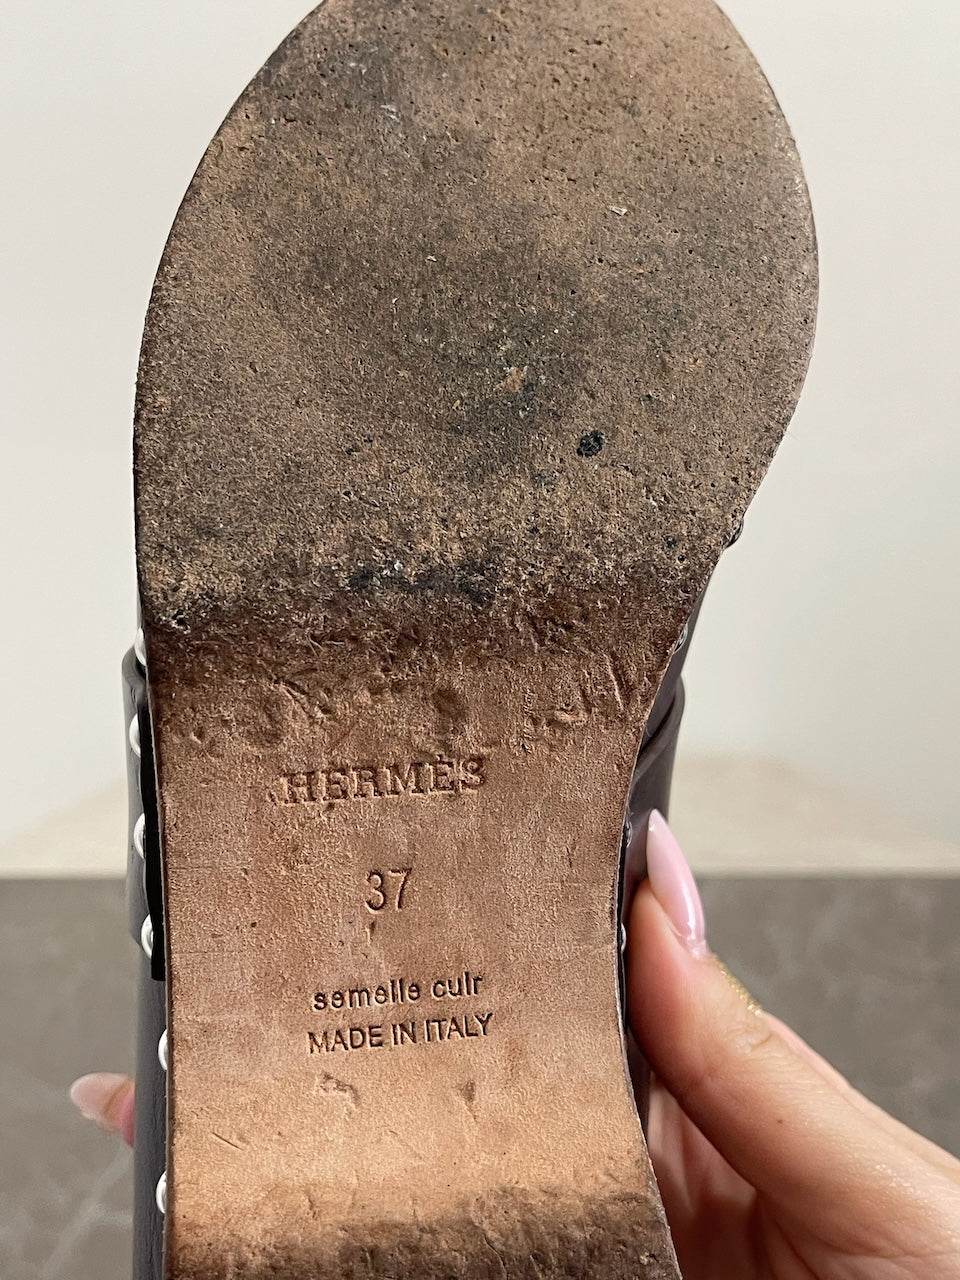 HERMÈS
37
semelle cuir
MADE IN ITALY